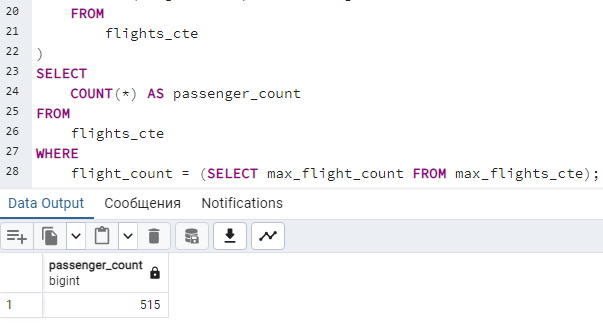 20 FROM
21 flights_cte
22 )
23 SELECT
24 COUNT(*) AS passenger_count
25 FROM
26 flights_cte
27 WHERE
28 flight_count = (SELECT max_flight_count FROM max_flights_cte);
Data Output Сообщения Notifications
passenger_count
bigint
1 515